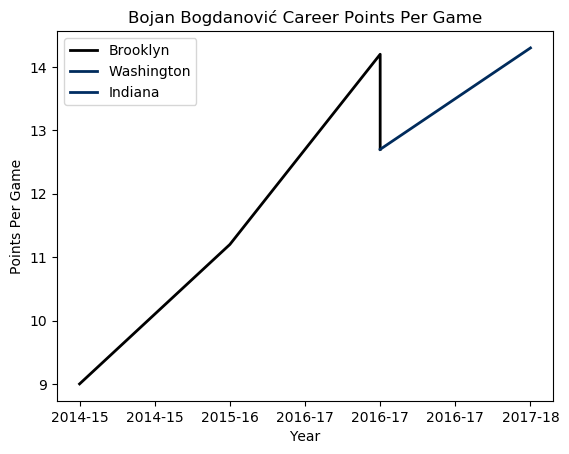 Bojan Bogdanović Career Points Per Game
Brooklyn
Washington
Indiana
Points Per Game
14
13
12
11
10
9
2014-15 2014-15 2015-16 2016-17 2016-17 2016-17 2017-18
Year